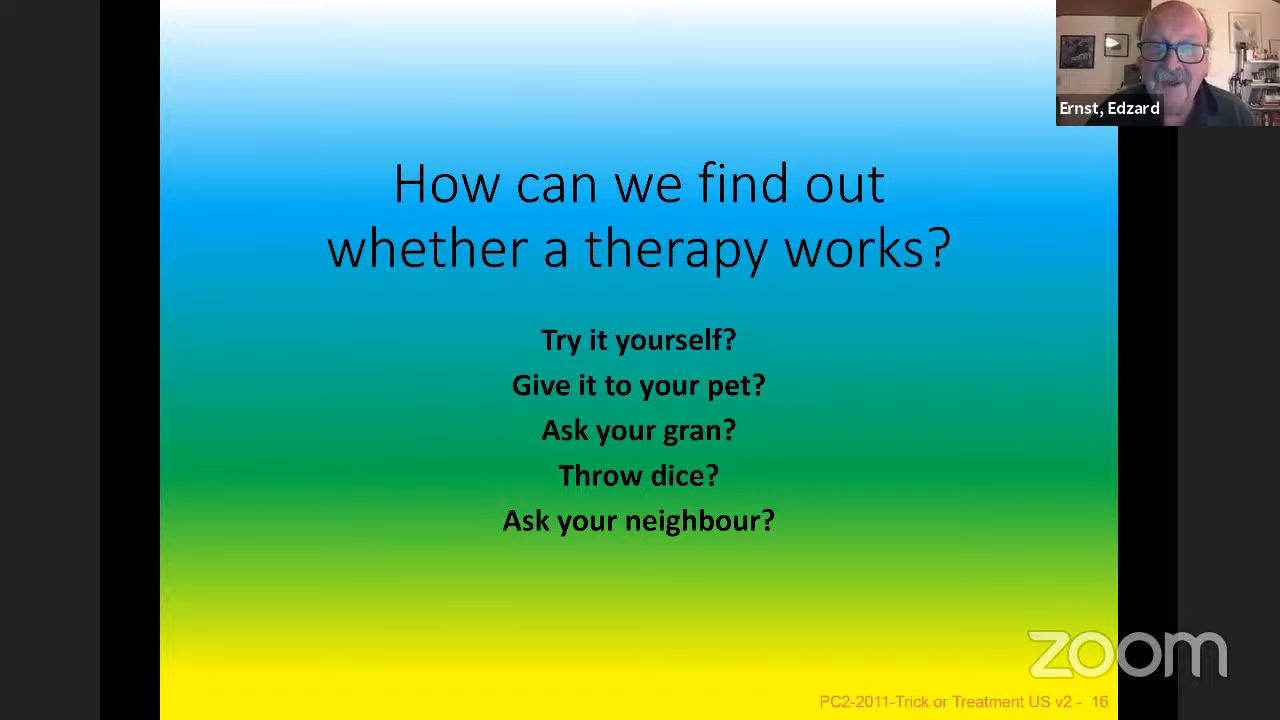 Ernst, Edzard
How can we find out
whether a therapy works?
Try it yourself?
Give it to your pet?
Ask your gran?
Throw dice?
Ask your neighbour?
zoom
PC2-2011-Trick or Treatment US v2 - 16